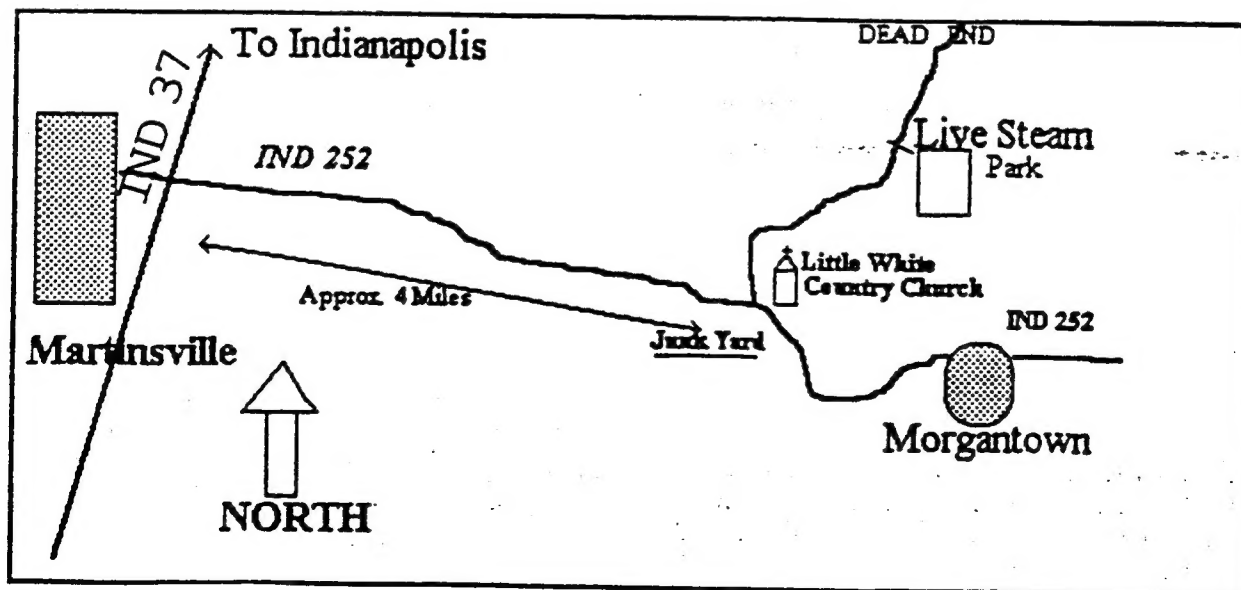 To Indianapolis
IND 37
DEAD END
IND 252
Live Steam
Park
Little White
Country Church
Approx. 4 Miles
IND 252
Junk Yard
Martinsville
Morgantown
NORTH